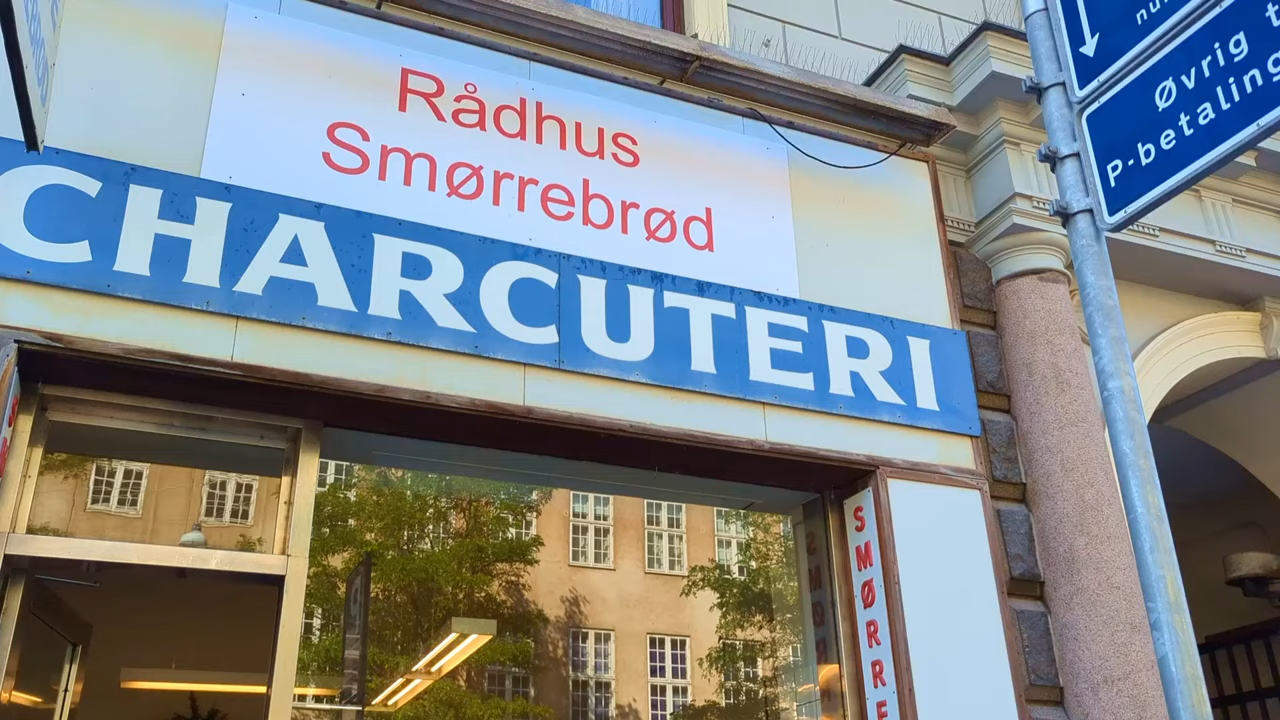 Rådhus
Smørrebrød
CHARCUTERI
Øvrig
P-betaling
SMØRRE